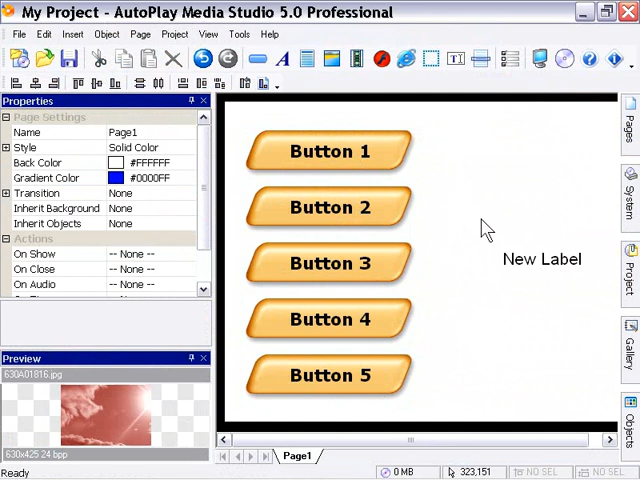 My Project - AutoPlay Media Studio 5.0 Professional
File Edit Insert Object Page Project View Tools Help
Properties
Page Settings
Name Page1
Style Solid Color
Back Color #FFFFFF
Gradient Color #0000FF
Transition None
Inherit Background None
Inherit Objects None
Actions
On Show -- None --
On Close -- None --
On Audio -- None --
Preview
630A01816.jpg
630x425 24 bpp
Button 1
Button 2
Button 3
Button 4
Button 5
New Label
Pages
System
Project
Gallery
Objects
Page1
Ready
0 MB
323,151
NO SEL
NO SEL